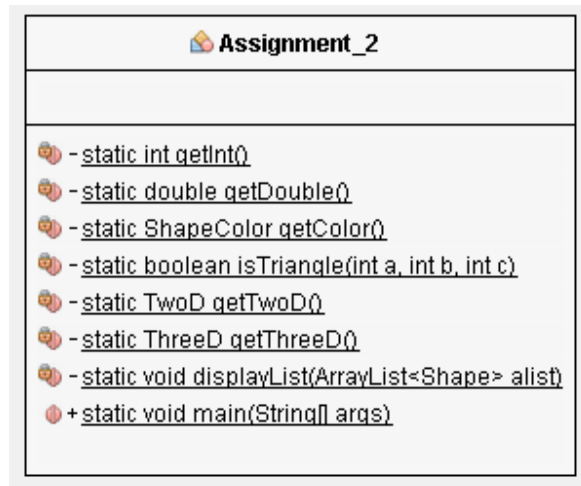 Assignment_2
- static int getInt()
- static double getDouble()
- static ShapeColor getColor()
- static boolean isTriangle(int a, int b, int c)
- static TwoD getTwoD()
- static ThreeD getThreeD()
- static void displayList(ArrayList<Shape> alist)
+ static void main(String[] args)